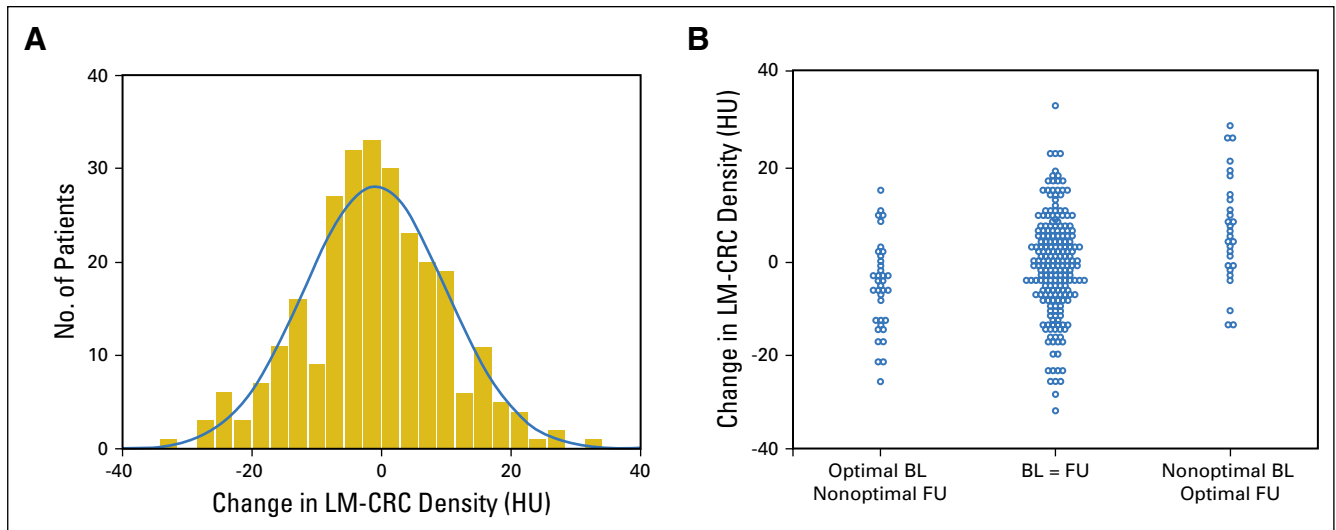 A
40
30
20
10
0
No. of Patients
-40
-20
0
20
40
Change in LM-CRC Density (HU)
B
40
20
0
-20
-40
Change in LM-CRC Density (HU)
Optimal BL
Nonoptimal FU
BL = FU
Nonoptimal BL
Optimal FU